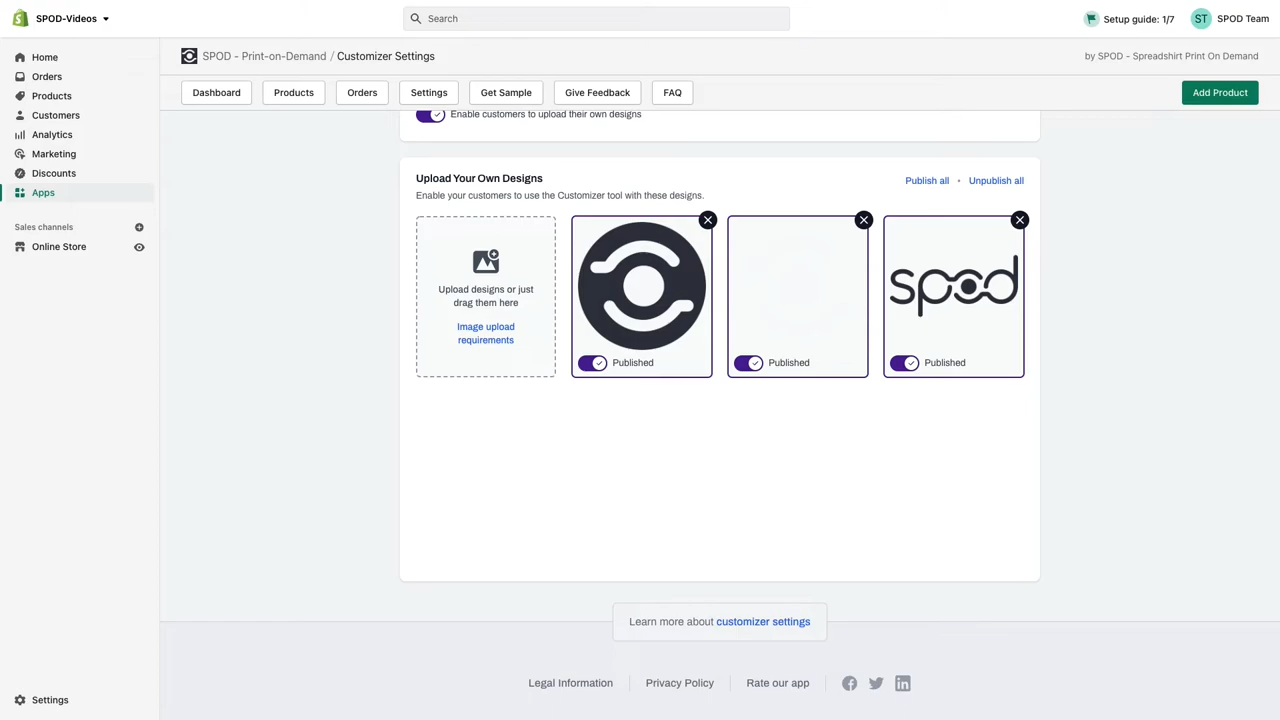 SPOD-Videos
Search
Setup guide: 1/7
ST
SPOD Team
Home
Orders
Products
Customers
Analytics
Marketing
Discounts
Apps
Sales channels
Online Store
Settings
SPOD - Print-on-Demand / Customizer Settings
by SPOD - Spreadshirt Print On Demand
Dashboard
Products
Orders
Settings
Get Sample
Give Feedback
FAQ
Add Product
Enable customers to upload their own designs
Upload Your Own Designs
Publish all • Unpublish all
Enable your customers to use the Customizer tool with these designs.
Upload designs or just
drag them here
Image upload
requirements
Published
Published
spod
Published
Learn more about customizer settings
Legal Information
Privacy Policy
Rate our app